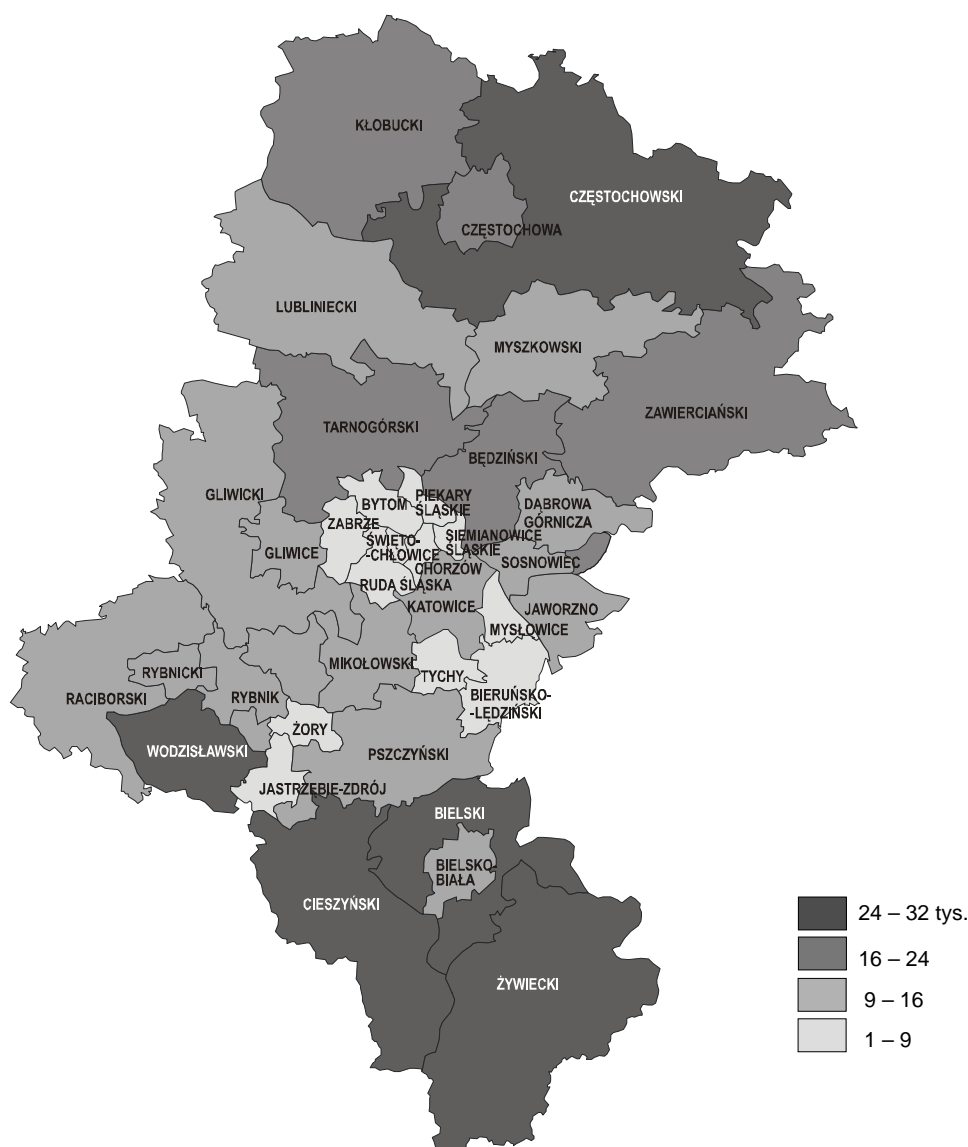 KŁOBUCKI
CZĘSTOCHOWSKI
CZĘSTOCHOWA
LUBLINIECKI
MYSZKOWSKI
ZAWIERCIAŃSKI
TARNOGÓRSKI
BĘDZIŃSKI
GLIWICKI
PIEKARY
ŚLĄSKIE
BYTOM
DĄBROWA
GÓRNICZA
ZABRZE
ŚWIĘTO-
-CHŁOWICE
SIEMIANOWICE
ŚLĄSKIE
GLIWICE
SOSNOWIEC
CHORZÓW
RUDA ŚLĄSKA
KATOWICE
JAWORZNO
MYSŁOWICE
MIKOŁOWSKI
TYCHY
RYBNICKI
RACIBORSKI
RYBNIK
BIERUŃSKO-
-LĘDZIŃSKI
ŻORY
WODZISŁAWSKI
PSZCZYŃSKI
JASTRZĘBIE-ZDRÓJ
BIELSKI
BIELSKO-
BIAŁA
CIESZYŃSKI
ŻYWIECKI
24 – 32 tys.
16 – 24
9 – 16
1 – 9